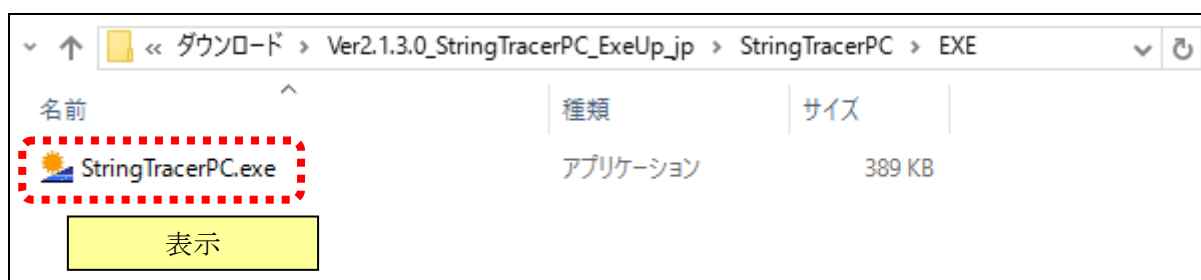 « ダウンロード › Ver2.1.3.0_StringTracerPC_ExeUp_jp › StringTracerPC › EXE
名前 種類 サイズ
StringTracerPC.exe アプリケーション 389 KB
表示